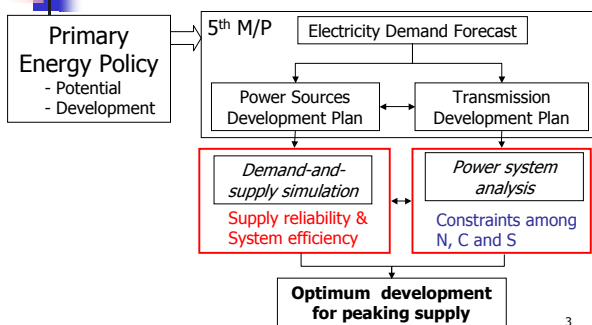 Primary
Energy Policy
- Potential
- Development
5th M/P
Electricity Demand Forecast
Power Sources
Development Plan
Transmission
Development Plan
Demand-and-
supply simulation
Supply reliability &
System efficiency
Power system
analysis
Constraints among
N, C and S
Optimum development
for peaking supply
3